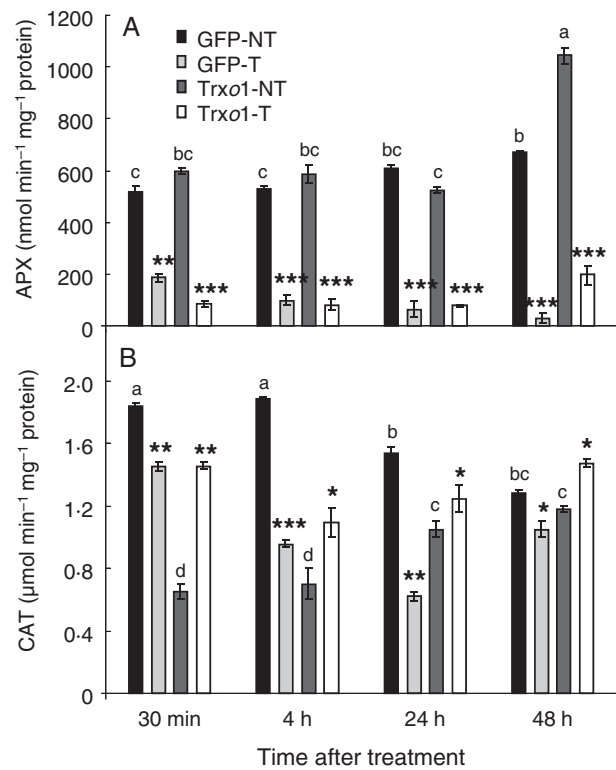 A
GFP-NT
GFP-T
Trxo1-NT
Trxo1-T
APX (nmol min⁻¹ mg⁻¹ protein)
1200
1000
800
600
400
200
0
c
**
bc
***
c
***
bc
***
bc
***
c
***
b
***
a
***
B
CAT (µmol min⁻¹ mg⁻¹ protein)
2·0
1·6
1·2
0·8
0·4
0
a
**
d
**
a
***
d
*
b
**
c
*
bc
*
c
*
30 min
4 h
24 h
48 h
Time after treatment